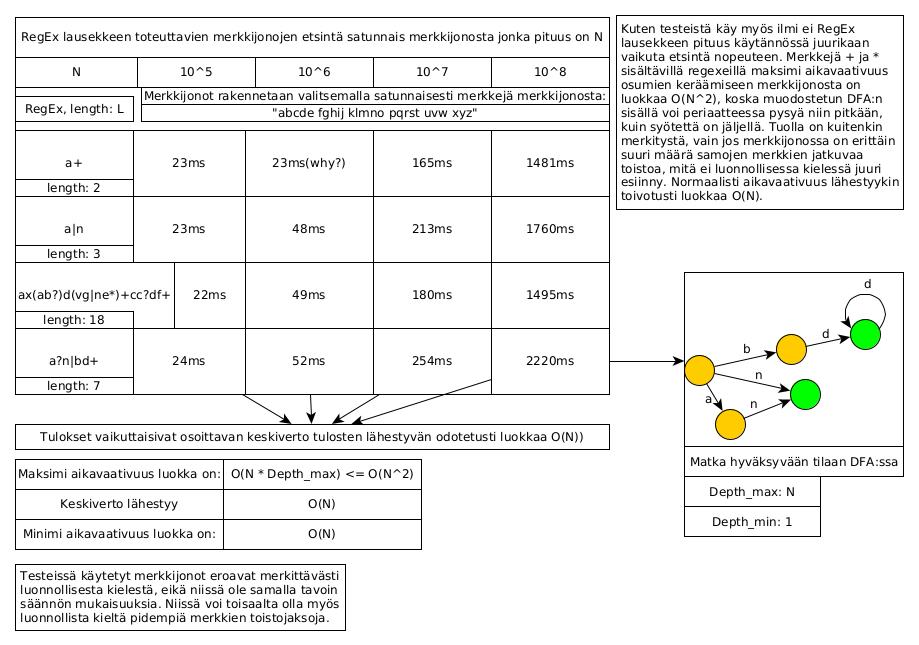 RegEx lausekkeen toteuttavien merkkijonojen etsintä satunnais merkkijonosta jonka pituus on N
N 10^5 10^6 10^7 10^8
RegEx, length: L
Merkkijonot rakennetaan valitsemalla satunnaisesti merkkejä merkkijonosta:
"abcde fghij klmno pqrst uvw xyz"
a+ 23ms 23ms(why?) 165ms 1481ms
length: 2
a|n 23ms 48ms 213ms 1760ms
length: 3
ax(ab?)d(vg|ne*)+cc?df+ 22ms 49ms 180ms 1495ms
length: 18
a?n|bd+ 24ms 52ms 254ms 2220ms
length: 7
Tulokset vaikuttaisivat osoittavan keskiverto tulosten lähestyvän odotetusti luokkaa O(N))
Maksimi aikavaativuus luokka on: O(N * Depth_max) <= O(N^2)
Keskiverto lähestyy O(N)
Minimi aikavaativuus luokka on: O(N)
Testeissä käytetyt merkkijonot eroavat merkittävästi
luonnollisesta kielestä, eikä niissä ole samalla tavoin
säännön mukaisuuksia. Niissä voi toisaalta olla myös
luonnollista kieltä pidempiä merkkien toistojaksoja.
Kuten testeistä käy myös ilmi ei RegEx
lausekkeen pituus käytännössä juurikaan
vaikuta etsintä nopeuteen. Merkkejä + ja *
sisältävillä regexeillä maksimi aikavaativuus
osumien keräämiseen merkkijonosta on
luokkaa O(N^2), koska muodostetun DFA:n
sisällä voi periaatteessa pysyä niin pitkään,
kuin syötettä on jäljellä. Tuolla on kuitenkin
merkitystä, vain jos merkkijonossa on erittäin
suuri määrä samojen merkkien jatkuvaa
toistoa, mitä ei luonnollisessa kielessä juuri
esiinny. Normaalisti aikavaativuus lähestyykin
toivotusti luokkaa O(N).
d
b
d
n
a
n
Matka hyväksyvään tilaan DFA:ssa
Depth_max: N
Depth_min: 1